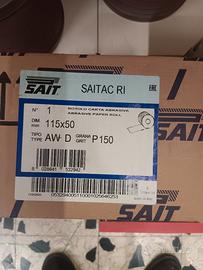 SAIT
SAITAC RI
N° 1
ROTOLO CARTA ABRASIVA
ABRASIVE PAPER ROLL
DIM. mm 115x50
TIPO TYPE AW D GRANA GRIT P150
SAIT